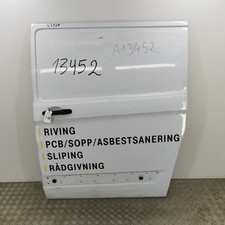 A13452
13452
RIVING
PCB/SOPP/ASBESTSANERING
SLIPING
RÅDGIVNING